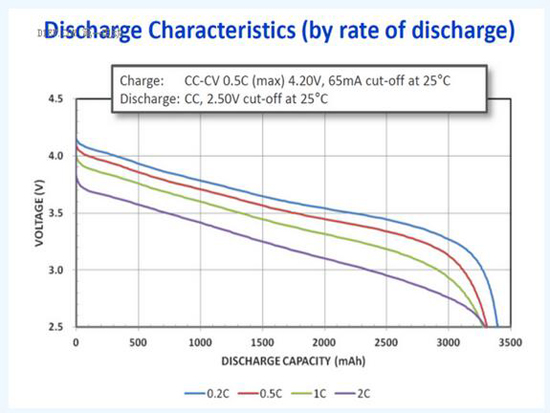 Discharge Characteristics (by rate of discharge)
Charge: CC-CV 0.5C (max) 4.20V, 65mA cut-off at 25°C
Discharge: CC, 2.50V cut-off at 25°C
4.5
4.0
3.5
3.0
2.5
VOLTAGE (V)
0 500 1000 1500 2000 2500 3000 3500
DISCHARGE CAPACITY (mAh)
0.2C 0.5C 1C 2C